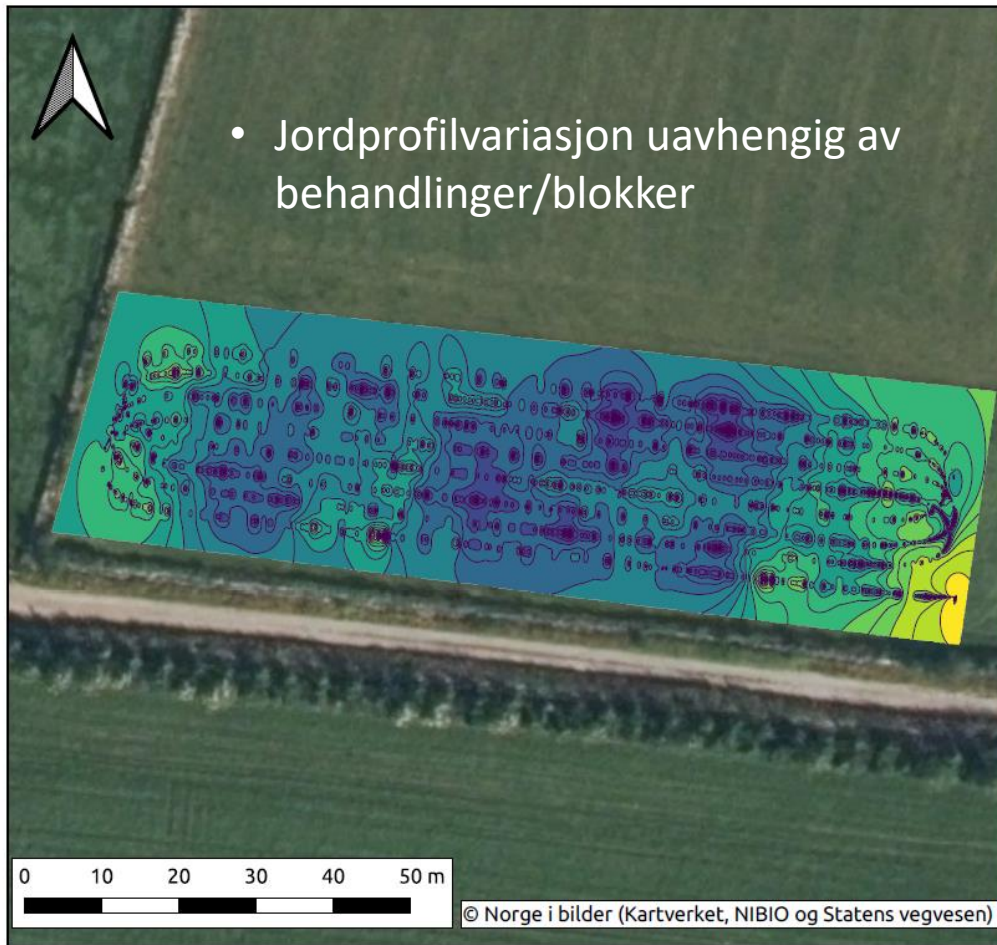 • Jordprofilvariasjon uavhengig av
behandlinger/blokker
0 10 20 30 40 50 m
© Norge i bilder (Kartverket, NIBIO og Statens vegvesen)